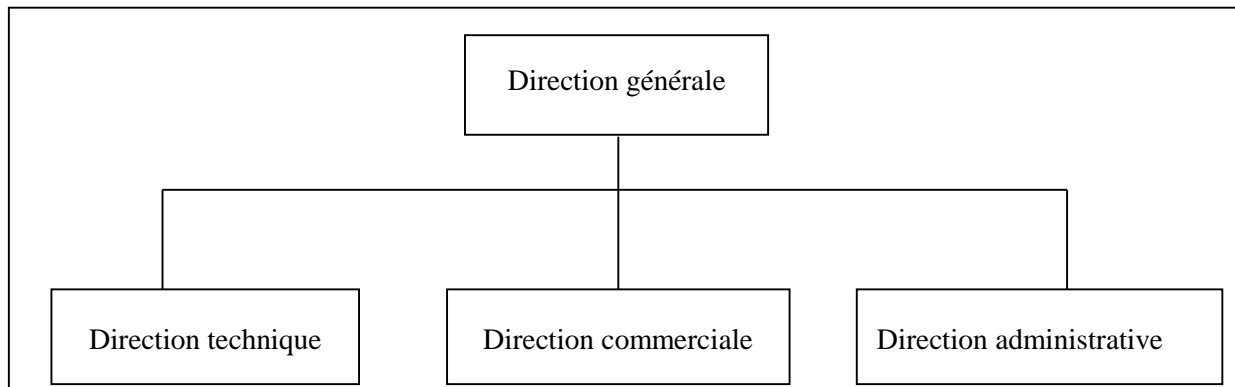 Direction générale
Direction technique
Direction commerciale
Direction administrative